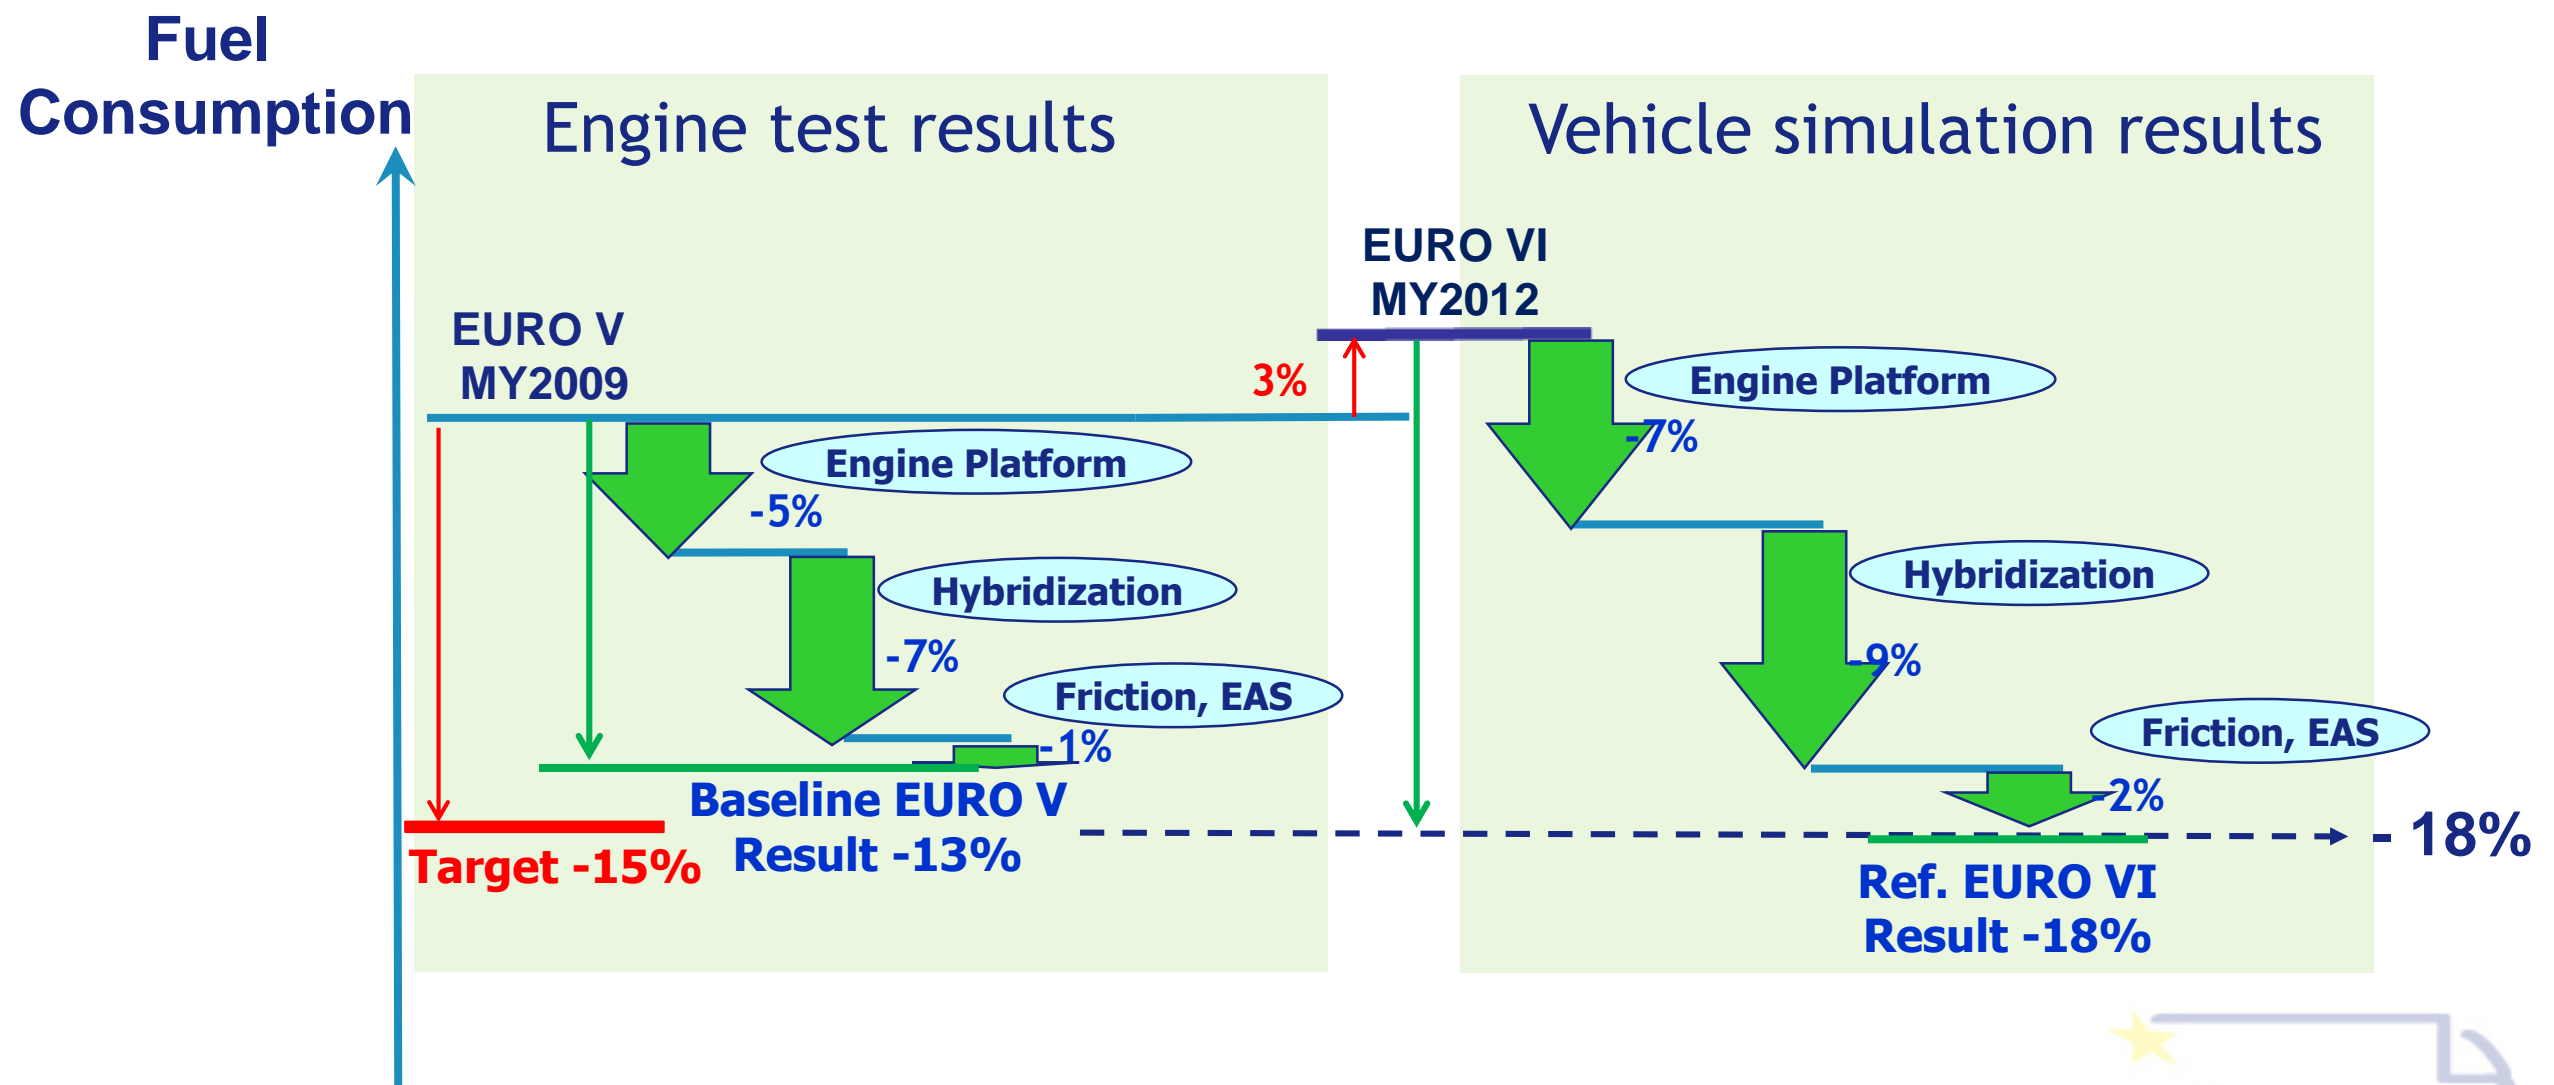 Fuel
Consumption
Engine test results
EURO V
MY2009
Engine Platform
-5%
Hybridization
-7%
Friction, EAS
-1%
Baseline EURO V
Result -13%
Target -15%
3%
EURO VI
MY2012
Vehicle simulation results
Engine Platform
-7%
Hybridization
-9%
Friction, EAS
-2%
- 18%
Ref. EURO VI
Result -18%